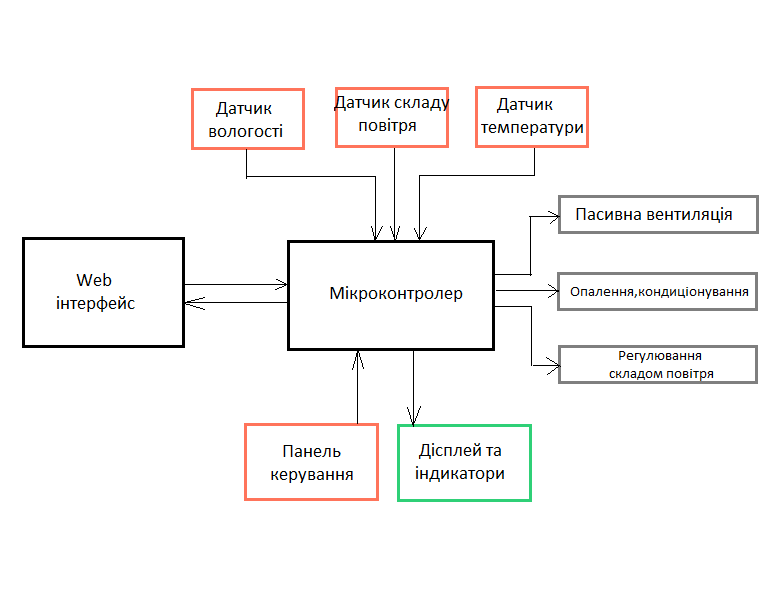 Датчик
вологості
Датчик складу
повітря
Датчик
температури
Пасивна вентиляція
Web
інтерфейс
Мікроконтролер
Опалення,кондиціонування
Регулювання
складом повітря
Панель
керування
Дісплей та
індикатори